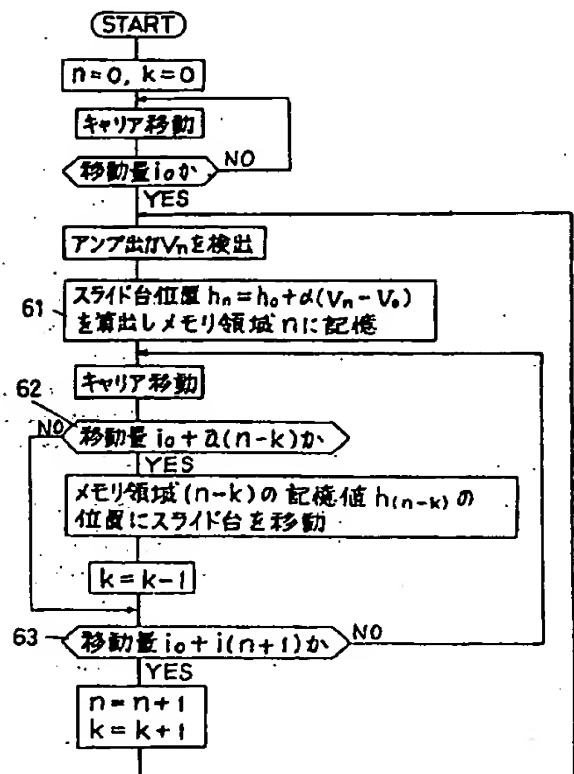 START
n=0, k=0
キャリア移動
移動量i₀か
NO
YES
アンプ出力Vnを検出
61
スライド台位置 hn=h₀+α(Vn-V₀)
を算出しメモリ領域nに記憶
キャリア移動
62
NO
移動量 i₀+a(n-k)か
YES
メモリ領域(n-k)の記憶値h(n-k)の
位置にスライド台を移動
k=k-1
63
移動量 i₀+i(n+1)か
NO
YES
n=n+1
k=k+1